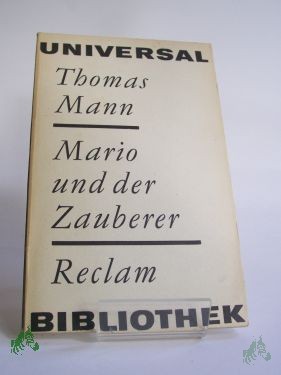 UNIVERSAL
Thomas
Mann
Mario
und der
Zauberer
Reclam
BIBLIOTHEK